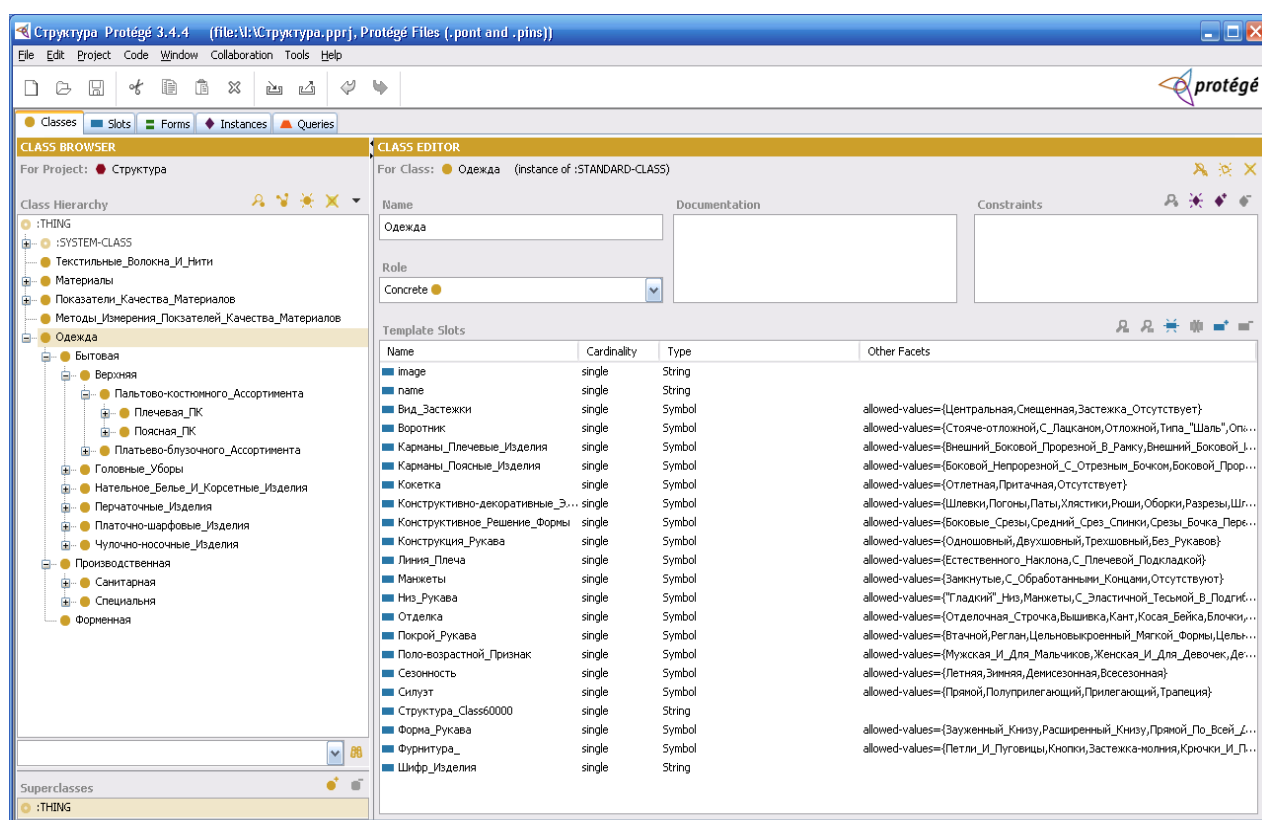 Структура Protégé 3.4.4 (file:\I:\Структура.pprj, Protégé Files (.pont and .pins))
File Edit Project Code Window Collaboration Tools Help
protégé
Classes Slots Forms Instances Queries
CLASS BROWSER
For Project: Структура
Class Hierarchy
:THING
:SYSTEM-CLASS
Текстильные_Волокна_И_Нити
Материалы
Показатели_Качества_Материалов
Методы_Измерения_Покзателей_Качества_Материалов
Одежда
Бытовая
Верхняя
Пальтово-костюмного_Ассортимента
Плечевая_ПК
Поясная_ПК
Платьево-блузочного_Ассортимента
Головные_Уборы
Нательное_Белье_И_Корсетные_Изделия
Перчаточные_Изделия
Платочно-шарфовые_Изделия
Чулочно-носочные_Изделия
Производственная
Санитарная
Специальня
Форменная
Superclasses
:THING
CLASS EDITOR
For Class: Одежда (instance of :STANDARD-CLASS)
Name Documentation Constraints
Одежда
Role
Concrete
Template Slots
Name Cardinality Type Other Facets
image single String
name single String
Вид_Застежки single Symbol allowed-values={Центральная,Смещенная,Застежка_Отсутствует}
Воротник single Symbol allowed-values={Стояче-отложной,С_Лацканом,Отложной,Типа_"Шаль",Опа...
Карманы_Плечевые_Изделия single Symbol allowed-values={Внешний_Боковой_Прорезной_В_Рамку,Внешний_Боковой_...
Карманы_Поясные_Изделия single Symbol allowed-values={Боковой_Непрорезной_С_Отрезным_Бочком,Боковой_Прор...
Кокетка single Symbol allowed-values={Отлетная,Притачная,Отсутствует}
Конструктивно-декоративные_Э... single Symbol allowed-values={Шлевки,Погоны,Паты,Хлястики,Рюши,Оборки,Разрезы,Шл...
Конструктивное_Решение_Формы single Symbol allowed-values={Боковые_Срезы,Средний_Срез_Спинки,Срезы_Бочка_Пере...
Конструкция_Рукава single Symbol allowed-values={Одношовный,Двухшовный,Трехшовный,Без_Рукавов}
Линия_Плеча single Symbol allowed-values={Естественного_Наклона,С_Плечевой_Подкладкой}
Манжеты single Symbol allowed-values={Замкнутые,С_Обработанными_Концами,Отсутствуют}
Низ_Рукава single Symbol allowed-values={"Гладкий"_Низ,Манжеты,С_Эластичной_Тесьмой_В_Подгиб...
Отделка single Symbol allowed-values={Отделочная_Строчка,Вышивка,Кант,Косая_Бейка,Блочки,...
Покрой_Рукава single Symbol allowed-values={Втачной,Реглан,Цельновыкроенный_Мягкой_Формы,Цельн...
Поло-возрастной_Признак single Symbol allowed-values={Мужская_И_Для_Мальчиков,Женская_И_Для_Девочек,Де...
Сезонность single Symbol allowed-values={Летняя,Зимняя,Демисезонная,Всесезонная}
Силуэт single Symbol allowed-values={Прямой,Полуприлегающий,Прилегающий,Трапеция}
Структура_Class60000 single String
Форма_Рукава single Symbol allowed-values={Зауженный_Книзу,Расширенный_Книзу,Прямой_По_Всей_Д...
Фурнитура_ single Symbol allowed-values={Петли_И_Пуговицы,Кнопки,Застежка-молния,Крючки_И_П...
Шифр_Изделия single String